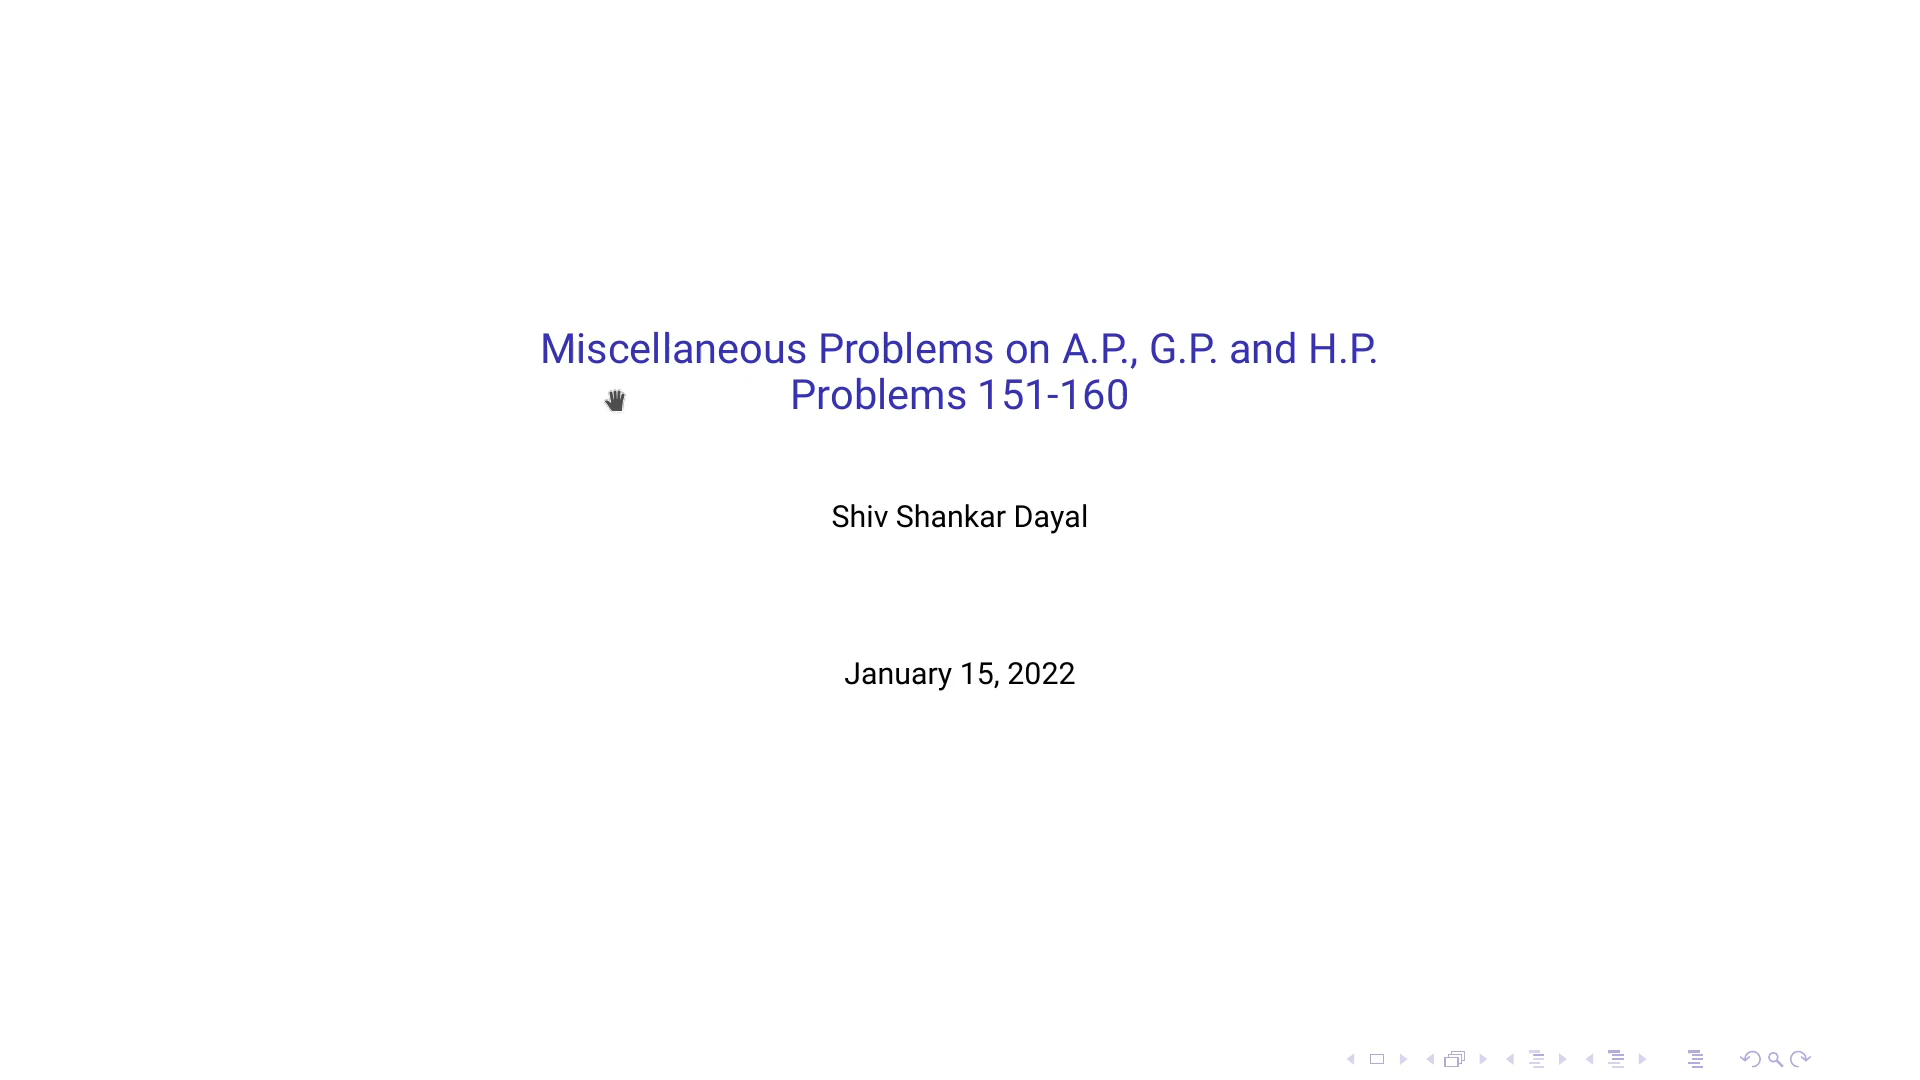 Miscellaneous Problems on A.P., G.P. and H.P.
Problems 151-160
Shiv Shankar Dayal
January 15, 2022